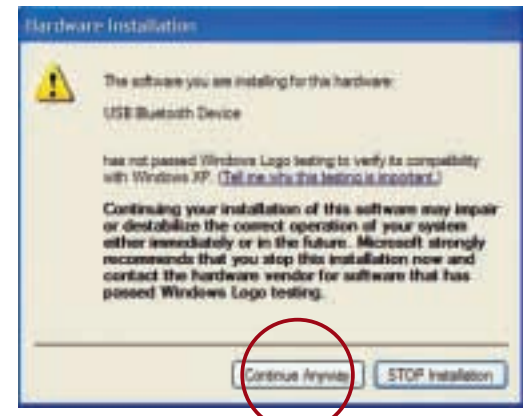 Hardware Installation
The software you are installing for this hardware:
USB Bluetooth Device
has not passed Windows Logo testing to verify its compatibility
with Windows XP. (Tell me why this testing is important.)
Continuing your installation of this software may impair
or destabilize the correct operation of your system
either immediately or in the future. Microsoft strongly
recommends that you stop this installation now and
contact the hardware vendor for software that has
passed Windows Logo testing.
Continue Anyway
STOP Installation